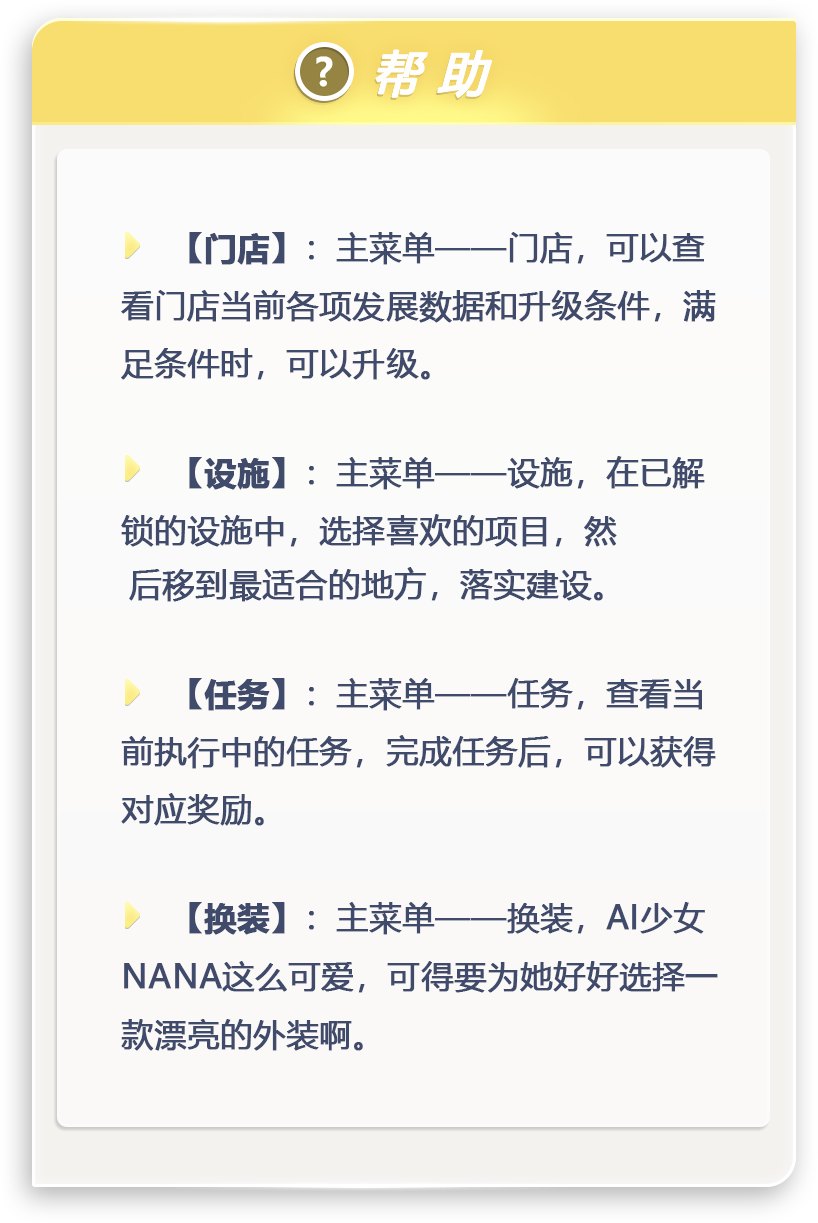 ? 帮助
【门店】：主菜单——门店，可以查
看门店当前各项发展数据和升级条件，满
足条件时，可以升级。
【设施】：主菜单——设施，在已解
锁的设施中，选择喜欢的项目，然
后移到最适合的地方，落实建设。
【任务】：主菜单——任务，查看当
前执行中的任务，完成任务后，可以获得
对应奖励。
【换装】：主菜单——换装，AI少女
NANA这么可爱，可得要为她好好选择一
款漂亮的外装啊。